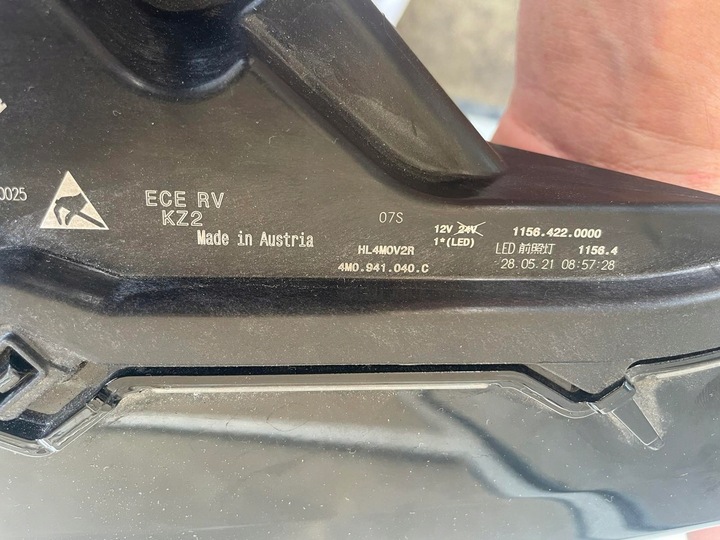 0025
ECE RV
KZ2
Made in Austria
07S
HL4M0V2R
4M0.941.040.C
12V 24V
1*(LED)
1156.422.0000
LED 前照灯 1156.4
28.05.21 08:57:28